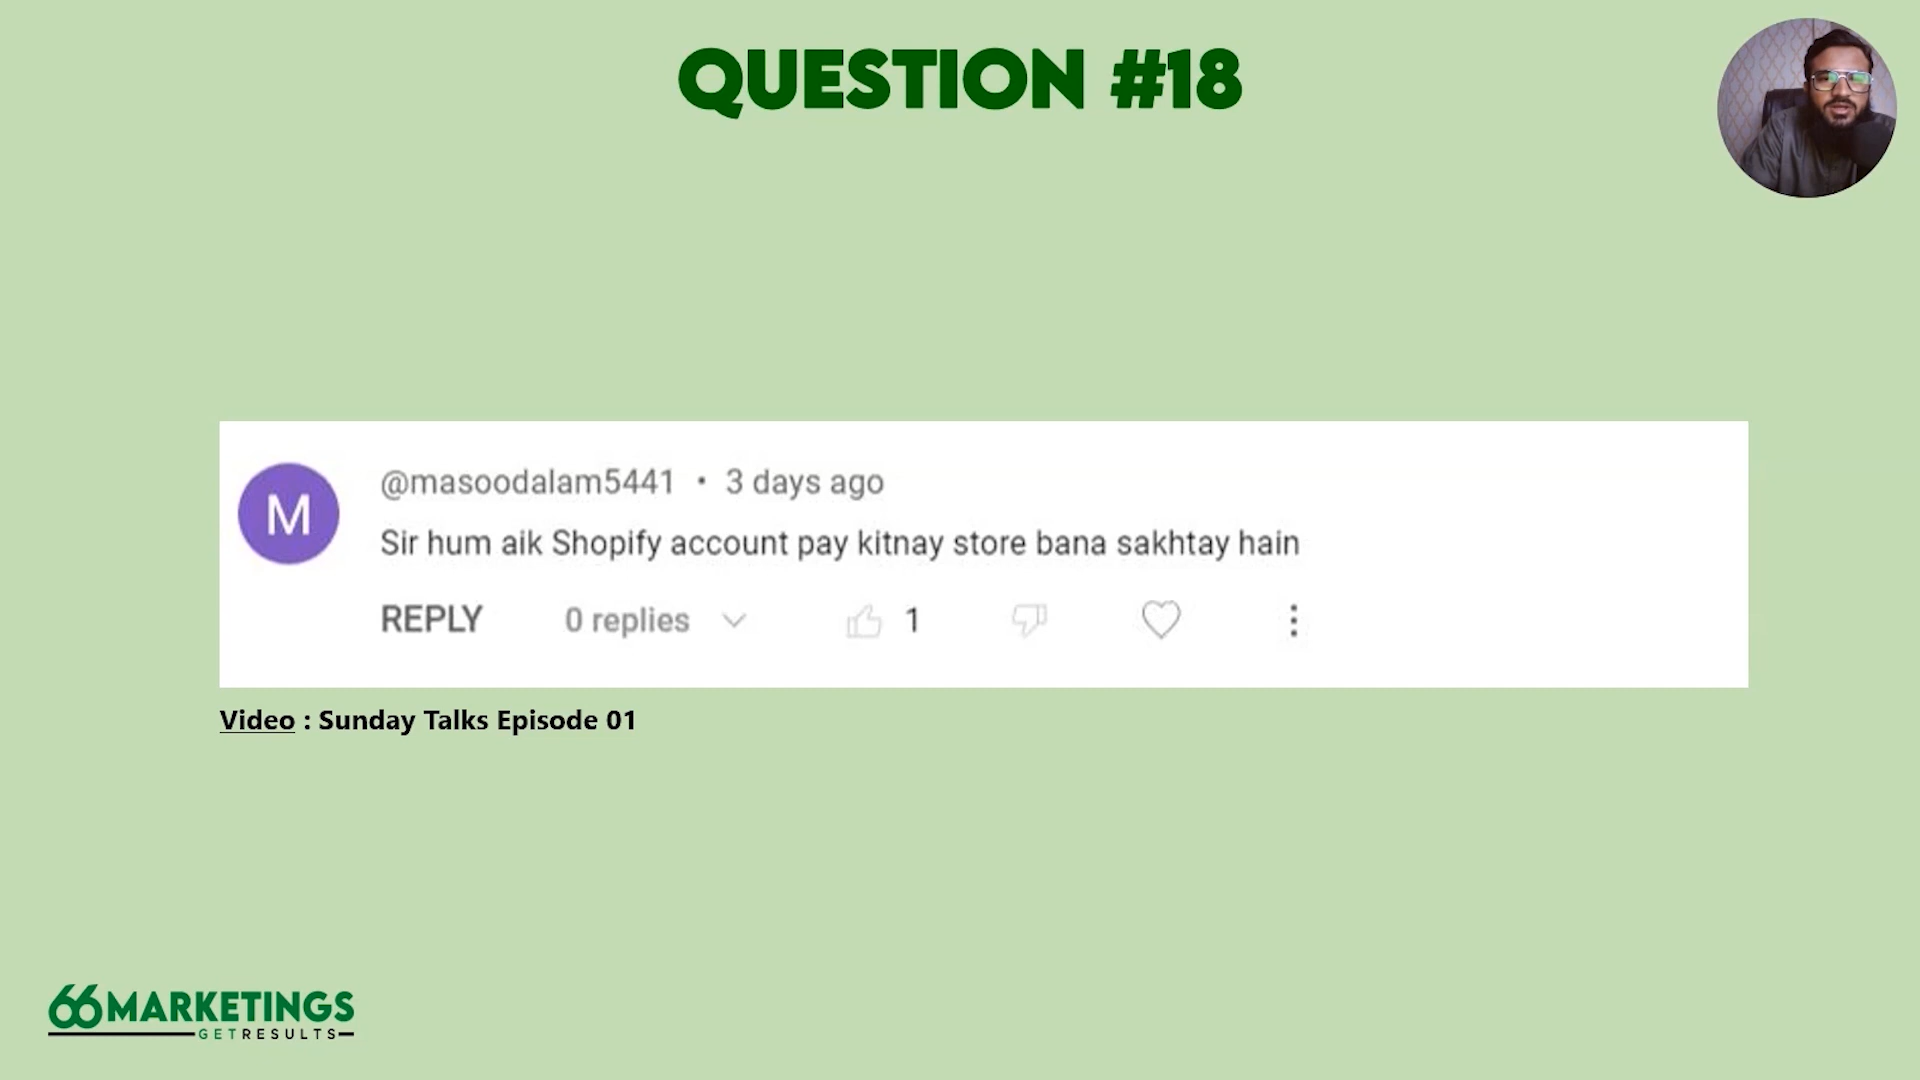 QUESTION #18
M
@masoodalam5441 • 3 days ago
Sir hum aik Shopify account pay kitnay store bana sakhtay hain
REPLY 0 replies 1
Video : Sunday Talks Episode 01
66MARKETINGS
GETRESULTS